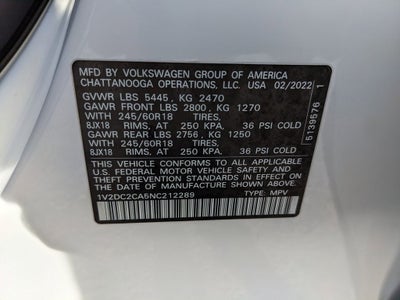 MFD BY VOLKSWAGEN GROUP OF AMERICA
CHATTANOOGA OPERATIONS, LLC. USA 02/2022
GVWR LBS 5445, KG 2470
GAWR FRONT LBS 2800, KG 1270
WITH 245/60R18 TIRES,
8JX18 RIMS, AT 250 KPA, 36 PSI COLD
GAWR REAR LBS 2756, KG 1250
WITH 245/60R18 TIRES,
8JX18 RIMS, AT 250 KPA, 36 PSI COLD
THIS VEHICLE CONFORMS TO ALL APPLICABLE
U.S. FEDERAL MOTOR VEHICLE SAFETY AND
THEFT PREVENTION STANDARDS IN EFFECT ON
THE DATE OF MANUFACTURE SHOWN ABOVE.
1V2DC2CA5NC212289 TYPE: MPV
5139576 1